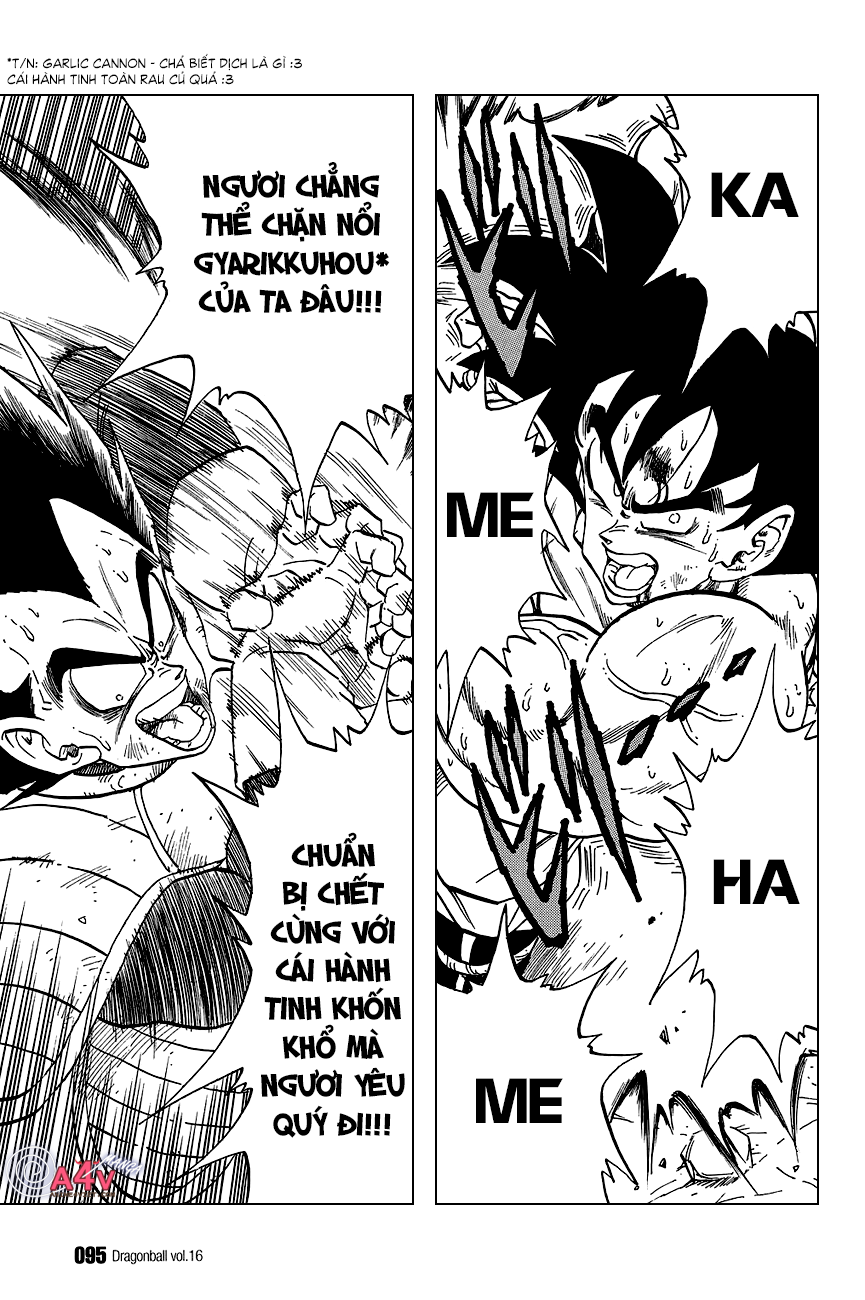 *T/N: GARLIC CANNON - CHẢ BIẾT DỊCH LÀ GÌ :3
CÁI HÀNH TINH TOÀN RAU CỦ QUẢ :3
KA
ME
HA
ME
NGƯƠI CHẲNG
THỂ CHẶN NỔI
GYARIKKUHOU*
CỦA TA ĐÂU!!!
CHUẨN
BỊ CHẾT
CÙNG VỚI
CÁI HÀNH
TINH KHỐN
KHỔ MÀ
NGƯƠI YÊU
QUÝ ĐI!!!
A4V
095 Dragonball vol.16